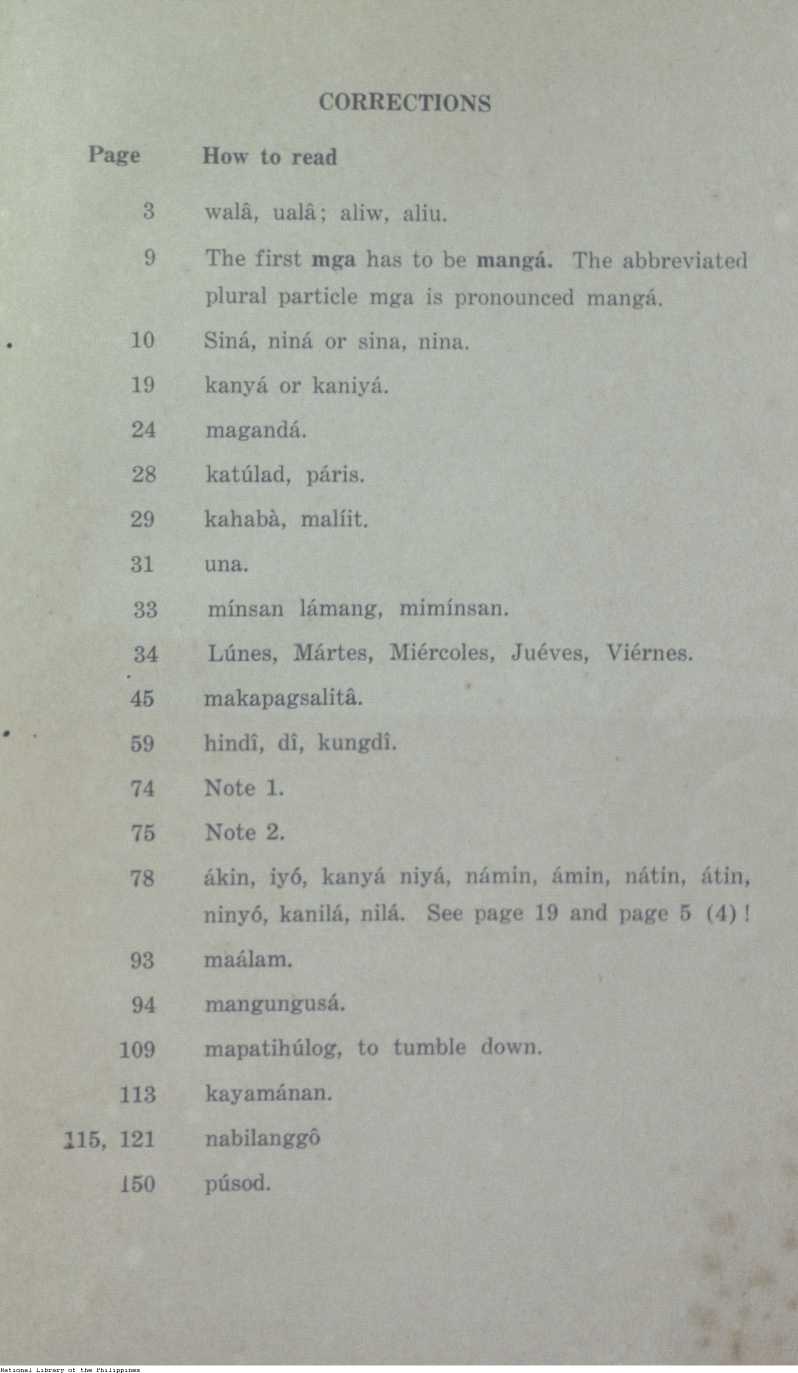 CORRECTIONS
Page How to read
3 walâ, ualâ; aliw, aliu.
9 The first mga has to be mangá. The abbreviated
plural particle mga is pronounced mangá.
10 Siná, niná or sina, nina.
19 kanyá or kaniyá.
24 magandá.
28 katúlad, páris.
29 kahabà, malíit.
31 una.
33 mínsan lámang, mimínsan.
34 Lúnes, Mártes, Miércoles, Juéves, Viérnes.
45 makapagsalitâ.
59 hindî, dî, kungdî.
74 Note 1.
75 Note 2.
78 ákin, iyó, kanyá niyá, námin, ámin, nátin, átin,
ninyó, kanilá, nilá. See page 19 and page 5 (4)!
93 maálam.
94 mangungusá.
109 mapatihúlog, to tumble down.
113 kayamánan.
115, 121 nabilanggô
150 púsod.
National Library of the Philippines